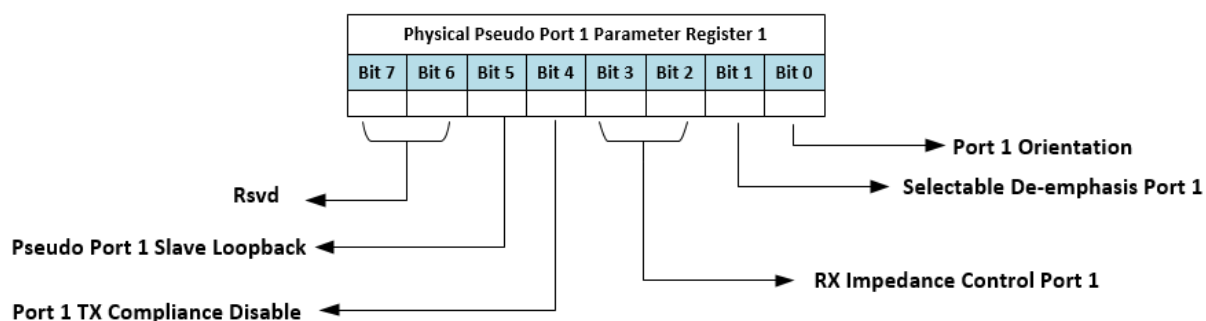 Physical Pseudo Port 1 Parameter Register 1
Bit 7 Bit 6 Bit 5 Bit 4 Bit 3 Bit 2 Bit 1 Bit 0
Port 1 Orientation
Selectable De-emphasis Port 1
Rsvd
Pseudo Port 1 Slave Loopback
RX Impedance Control Port 1
Port 1 TX Compliance Disable